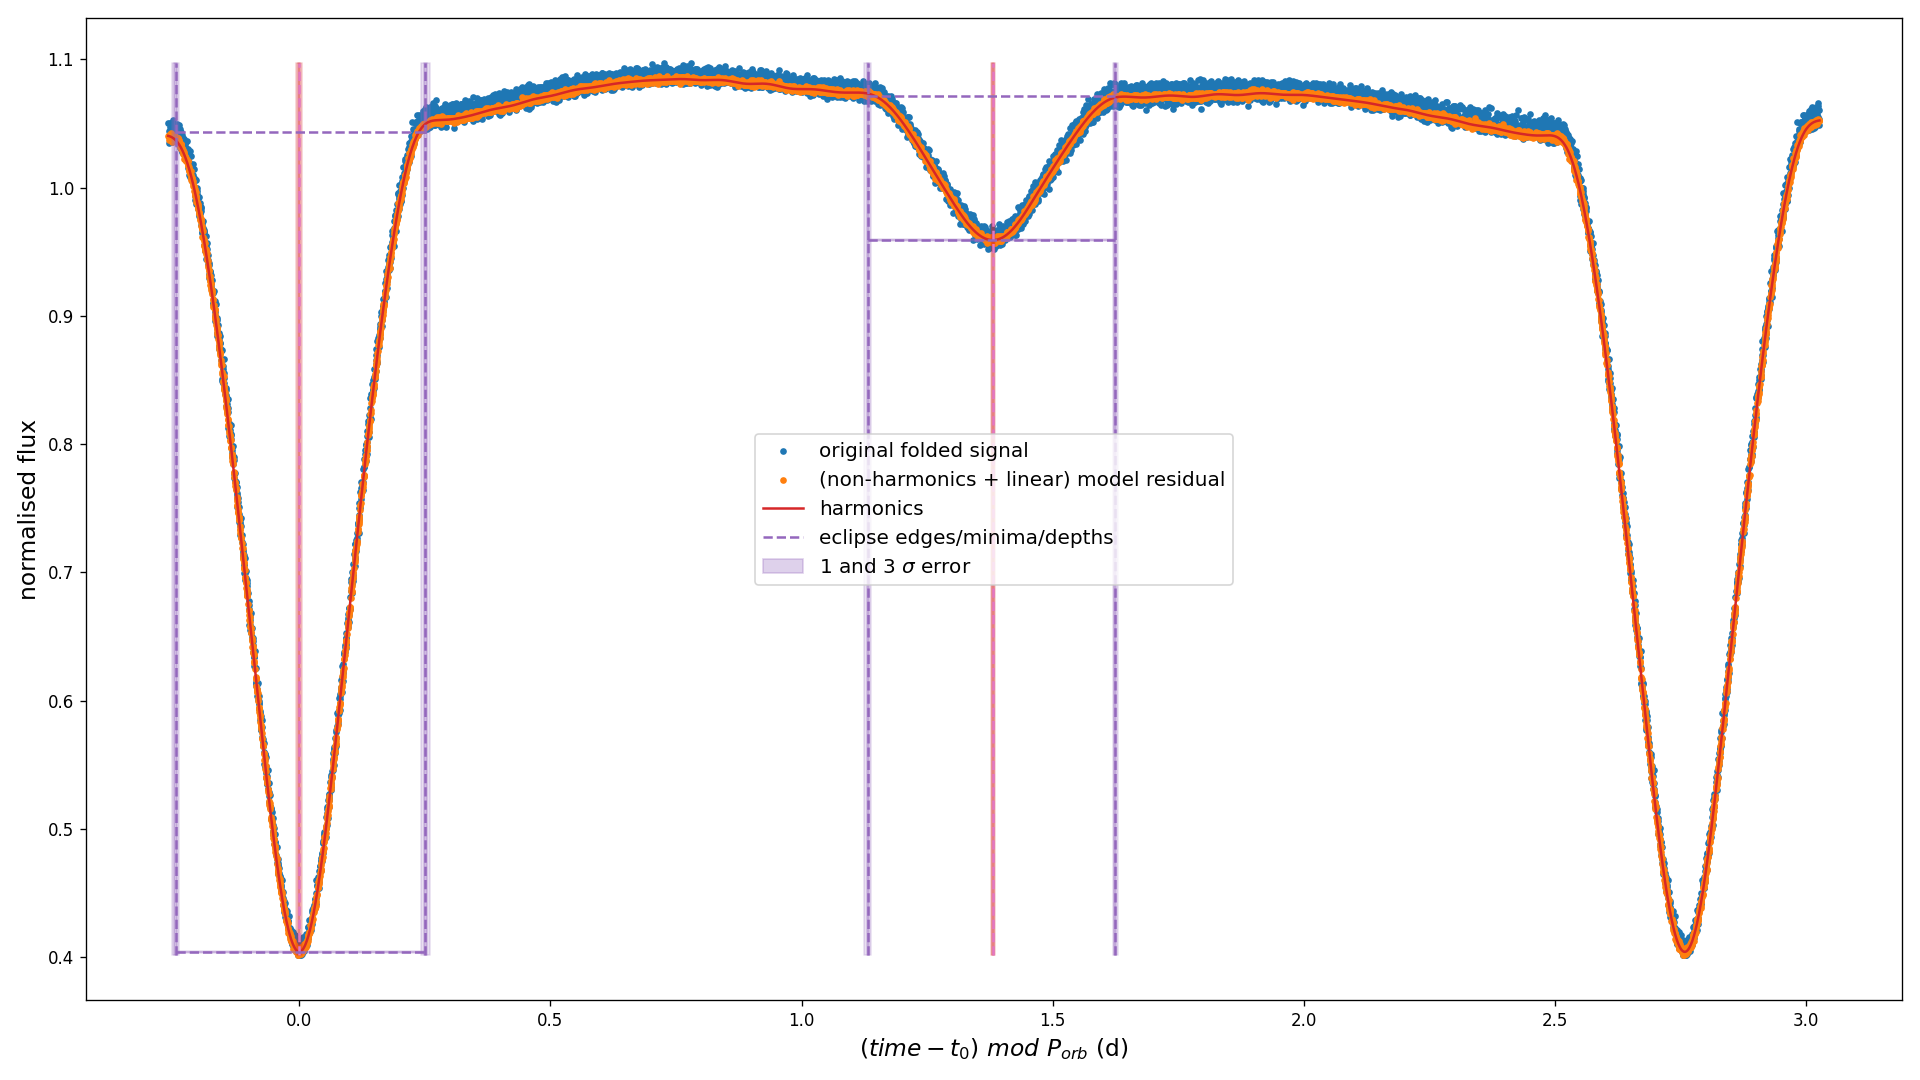 normalised flux
1.1
1.0
0.9
0.8
0.7
0.6
0.5
0.4
original folded signal
(non-harmonics + linear) model residual
harmonics
eclipse edges/minima/depths
1 and 3 σ error
0.0 0.5 1.0 1.5 2.0 2.5 3.0
(time − t₀) mod Pₒᵣb (d)